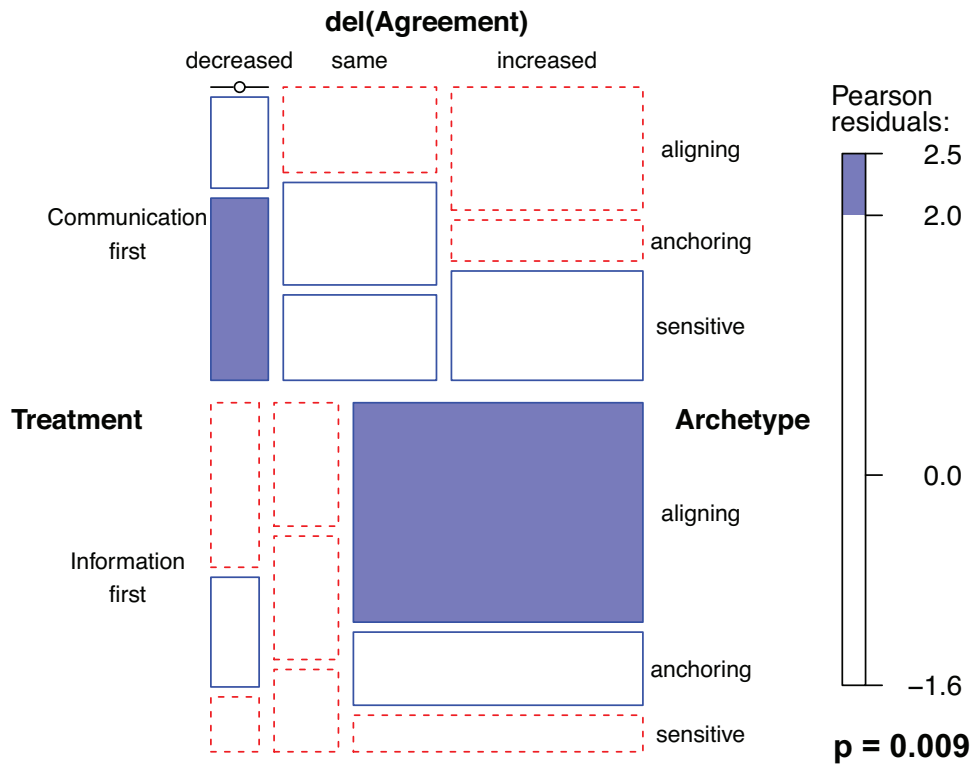 del(Agreement)
decreased same increased
Pearson
residuals:
2.5
aligning
2.0
Communication
first
anchoring
sensitive
Treatment
Archetype
0.0
aligning
Information
first
anchoring
−1.6
sensitive
p = 0.009